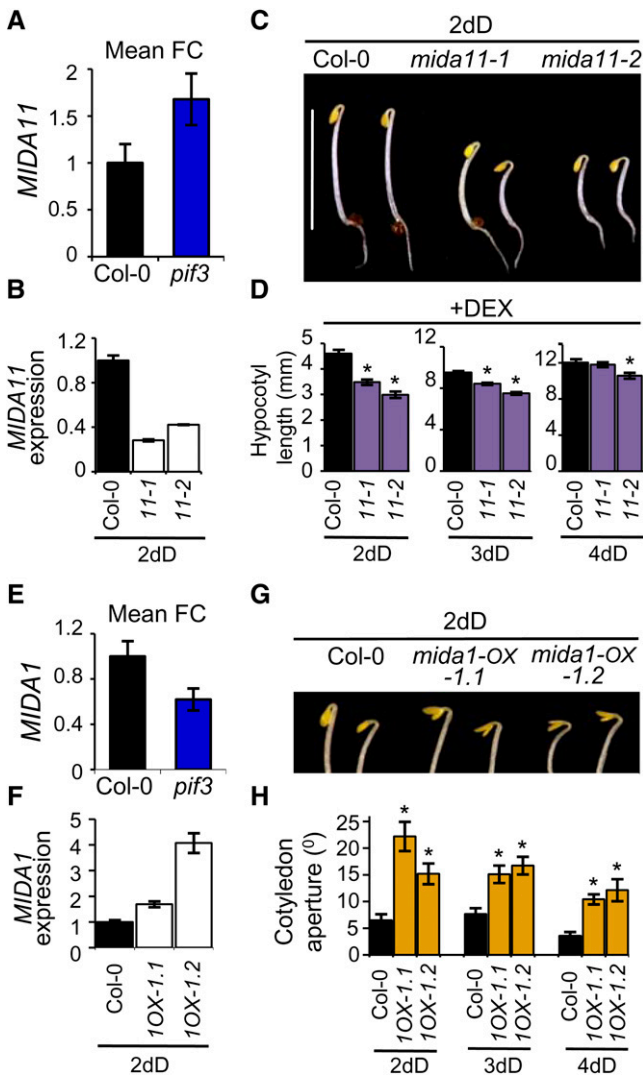 A
Mean FC
MIDA11
2
1.5
1
0.5
0
Col-0 pif3
B
MIDA11
expression
1.2
0.8
0.4
0
Col-0
11-1
11-2
2dD
C
2dD
Col-0 mida11-1 mida11-2
D
+DEX
Hypocotyl
length (mm)
5
4
3
2
1
0
* *
Col-0
11-1
11-2
2dD
12
8
4
0
* *
Col-0
11-1
11-2
3dD
12
8
4
0
*
Col-0
11-1
11-2
4dD
E
Mean FC
MIDA1
1.2
0.8
0.4
0
Col-0 pif3
F
MIDA1
expression
5
4
3
2
1
0
Col-0
1OX-1.1
1OX-1.2
2dD
G
2dD
Col-0 mida1-OX mida1-OX
-1.1 -1.2
H
Cotyledon
aperture (⁰)
25
20
15
10
5
0
* * * * * *
Col-0
1OX-1.1
1OX-1.2
2dD
Col-0
1OX-1.1
1OX-1.2
3dD
Col-0
1OX-1.1
1OX-1.2
4dD